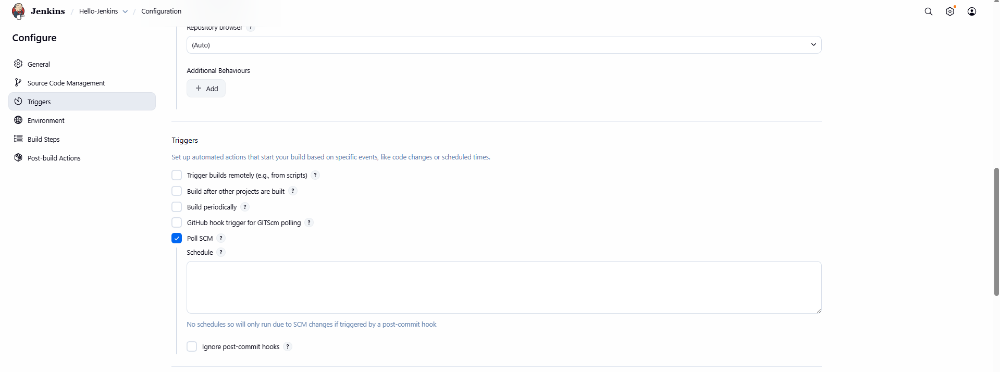 Jenkins / Hello-Jenkins / Configuration
Configure
General
Source Code Management
Triggers
Environment
Build Steps
Post-build Actions
Repository browser ?
(Auto)
Additional Behaviours
+ Add
Triggers
Set up automated actions that start your build based on specific events, like code changes or scheduled times.
Trigger builds remotely (e.g., from scripts) ?
Build after other projects are built ?
Build periodically ?
GitHub hook trigger for GITScm polling ?
Poll SCM ?
Schedule ?
No schedules so will only run due to SCM changes if triggered by a post-commit hook
Ignore post-commit hooks ?